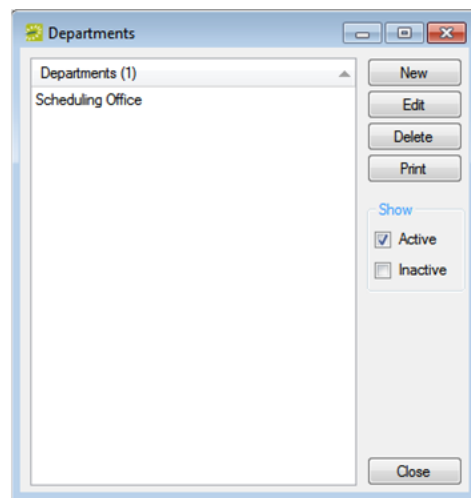 Departments
Departments (1)
Scheduling Office
New
Edit
Delete
Print
Show
Active
Inactive
Close